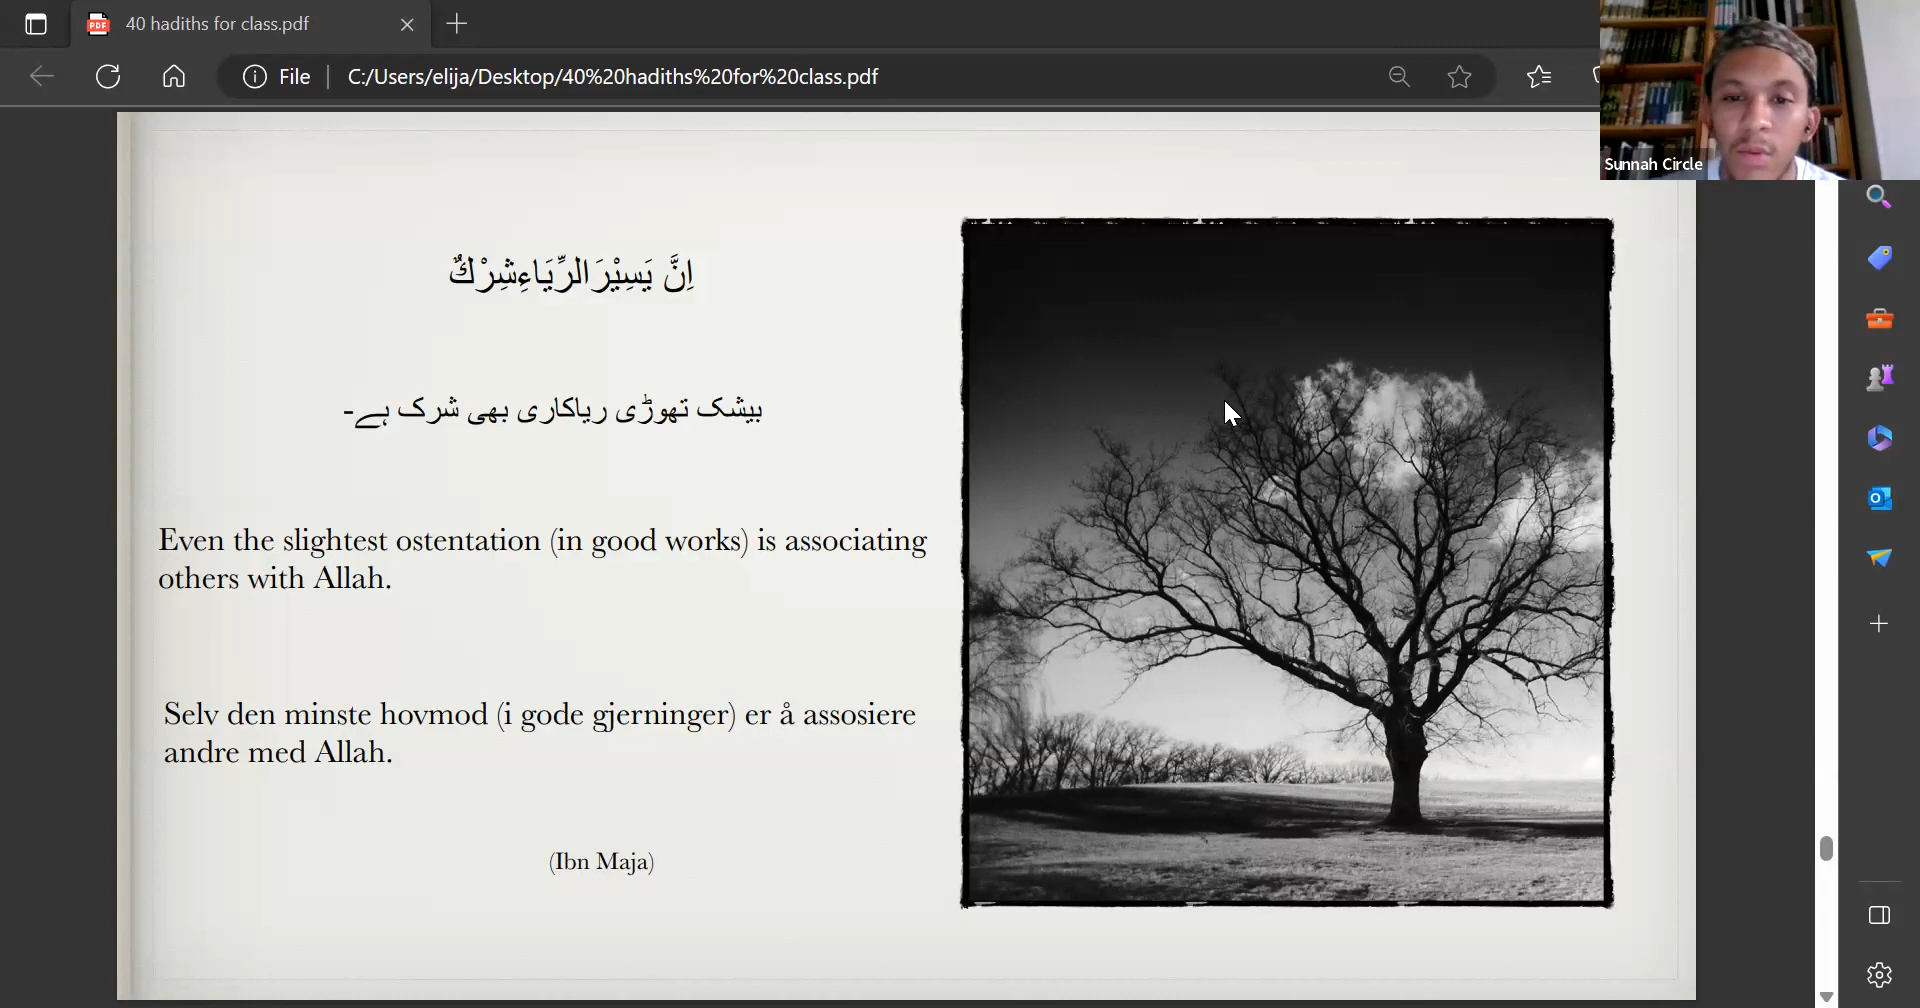 40 hadiths for class.pdf
File
C:/Users/elija/Desktop/40%20hadiths%20for%20class.pdf
Sunnah Circle
اِنَّ يَسِيْرَ الرِّيَاءِ شِرْكٌ
بیشک تھوڑی ریاکاری بھی شرک ہے-
Even the slightest ostentation (in good works) is associating
others with Allah.
Selv den minste hovmod (i gode gjerninger) er å assosiere
andre med Allah.
(Ibn Maja)